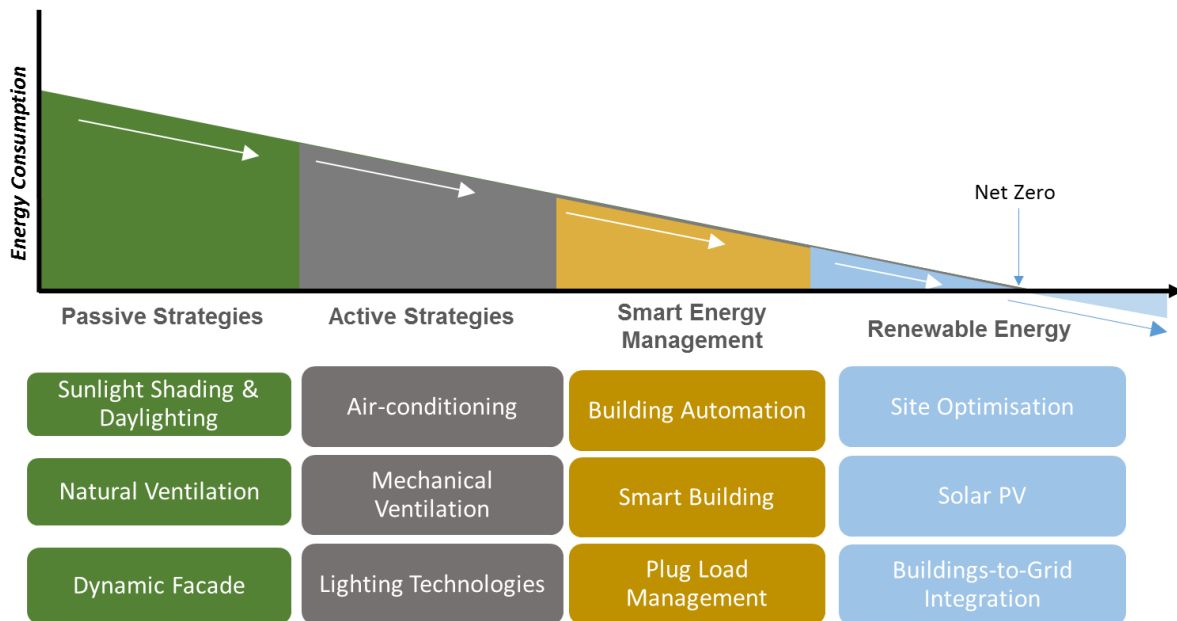 Energy Consumption
Net Zero
Passive Strategies
Active Strategies
Smart Energy
Management
Renewable Energy
Sunlight Shading &
Daylighting
Air-conditioning
Building Automation
Site Optimisation
Natural Ventilation
Mechanical
Ventilation
Smart Building
Solar PV
Dynamic Facade
Lighting Technologies
Plug Load
Management
Buildings-to-Grid
Integration